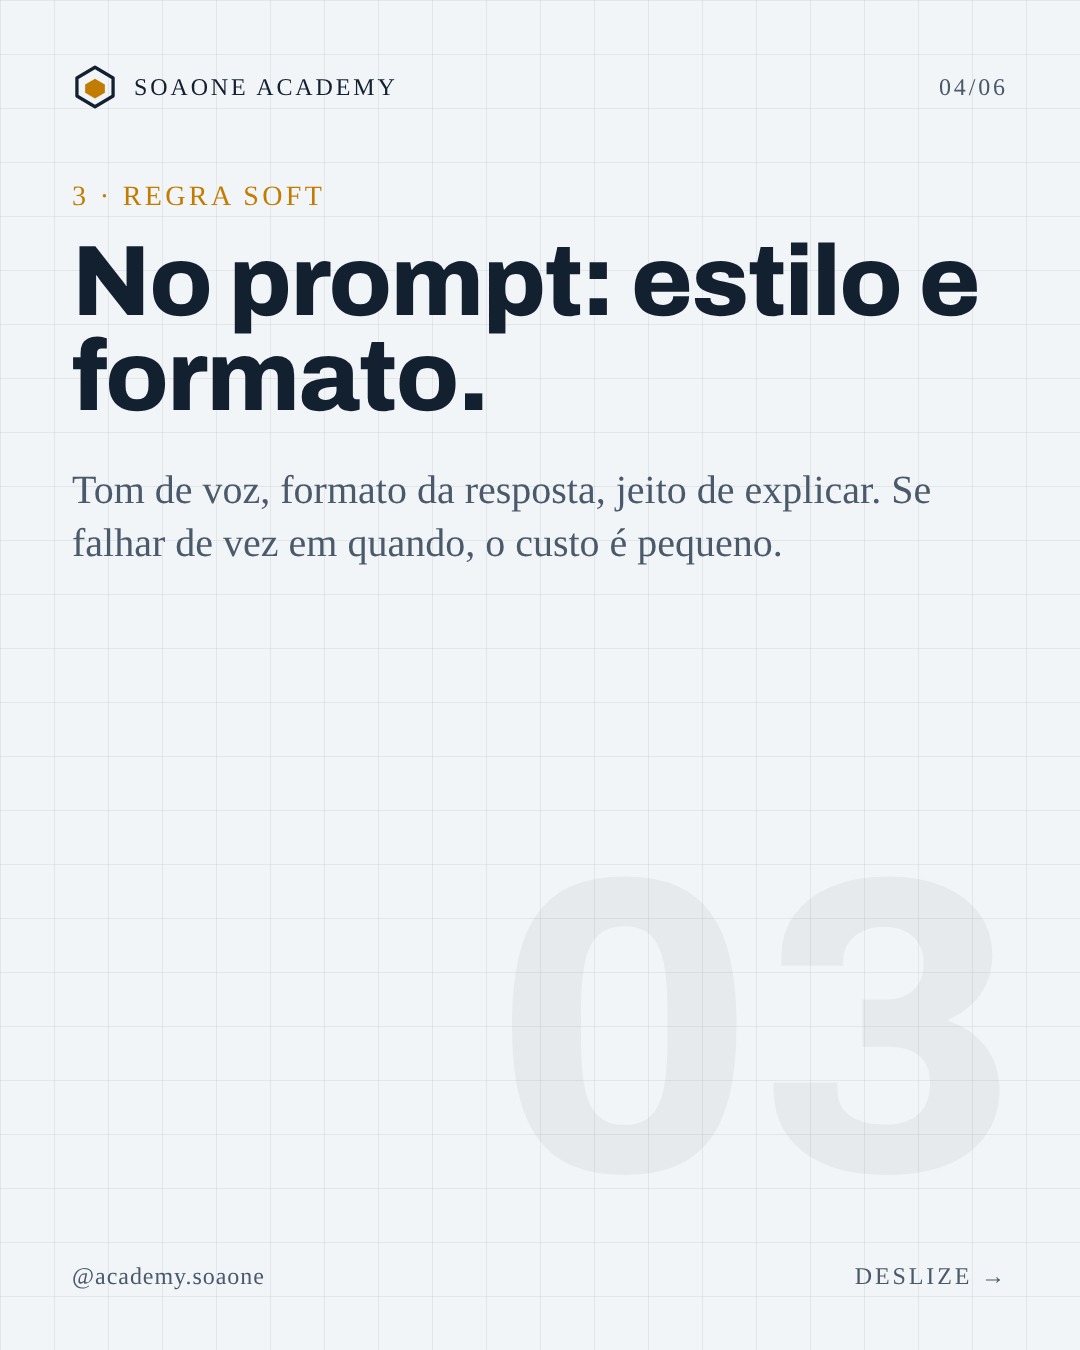 SOAONE ACADEMY
04/06
3 · REGRA SOFT
No prompt: estilo e
formato.
Tom de voz, formato da resposta, jeito de explicar. Se
falhar de vez em quando, o custo é pequeno.
03
@academy.soaone
DESLIZE →